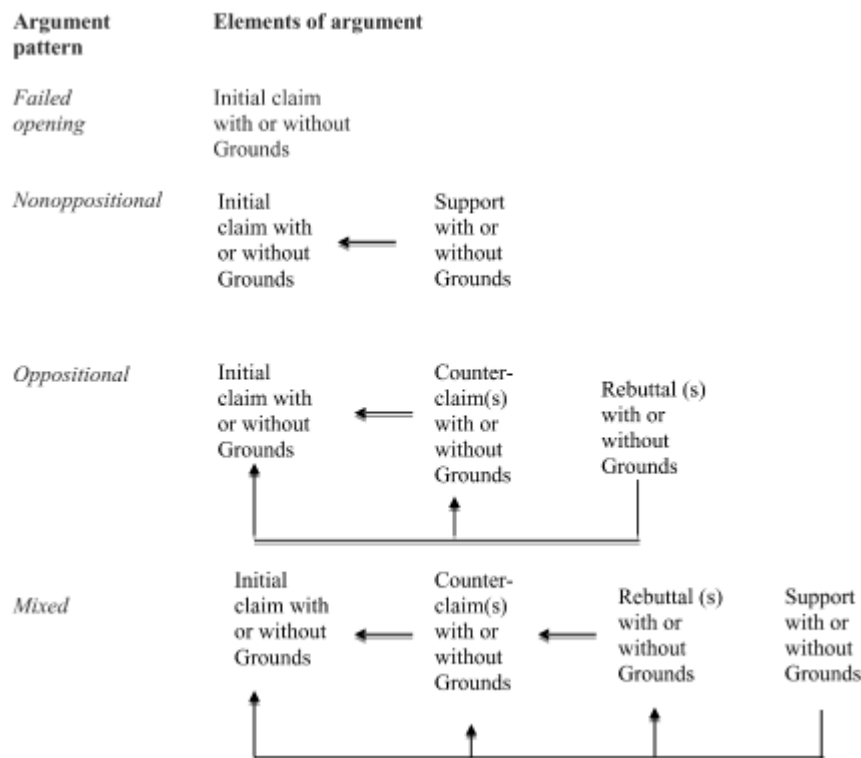 Argument
pattern
Elements of argument
Failed
opening
Initial claim
with or without
Grounds
Nonoppositional
Initial
claim with
or without
Grounds
Support
with or
without
Grounds
Oppositional
Initial
claim with
or without
Grounds
Counter-
claim(s)
with or
without
Grounds
Rebuttal (s)
with or
without
Grounds
Mixed
Initial
claim with
or without
Grounds
Counter-
claim(s)
with or
without
Grounds
Rebuttal (s)
with or
without
Grounds
Support
with or
without
Grounds